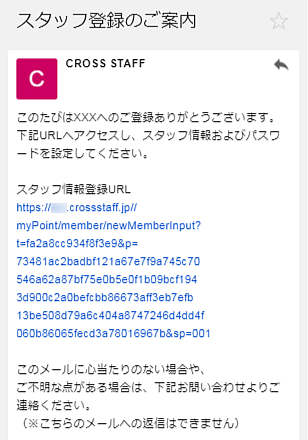 スタッフ登録のご案内
C
CROSS STAFF
このたびはXXXへのご登録ありがとうございます。
下記URLへアクセスし、スタッフ情報およびパスワ
ードを設定してください。
スタッフ情報登録URL
https:// .crossstaff.jp//
myPoint/member/newMemberInput?
t=fa2a8cc934f8f3e9&p=
73481ac2badbf121a67e7f9a745c70
546a62a87bf75e0b5e0f1b09bcf194
3d900c2a0befcbb86673aff3eb7efb
13be508d79a6c404a8747246d4dd4f
060b86065fecd3a78016967b&sp=001
このメールに心当たりのない場合や、
ご不明な点がある場合は、下記お問い合わせよりご
連絡ください。
（※こちらのメールへの返信はできません）